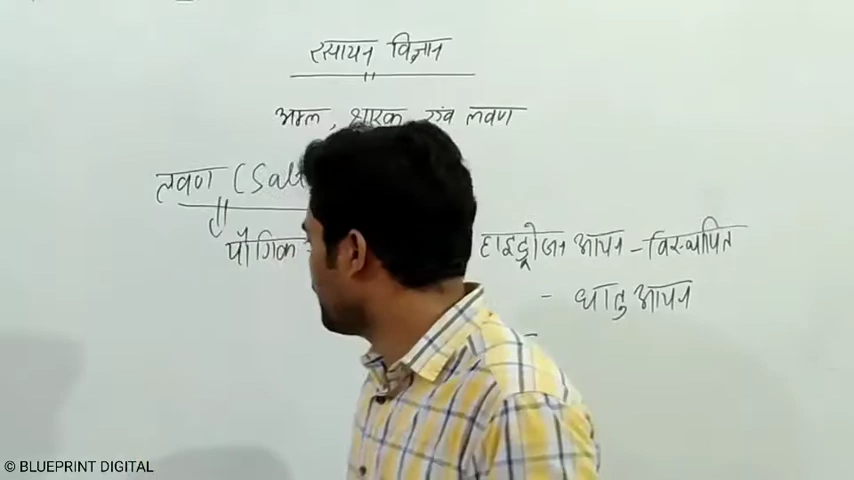 रसायन विज्ञान
अम्ल, क्षारक एवं लवण
लवण (Salt
यौगिक हाइड्रोजन आयन - विस्थापित
- धातु आयन
-
© BLUEPRINT DIGITAL